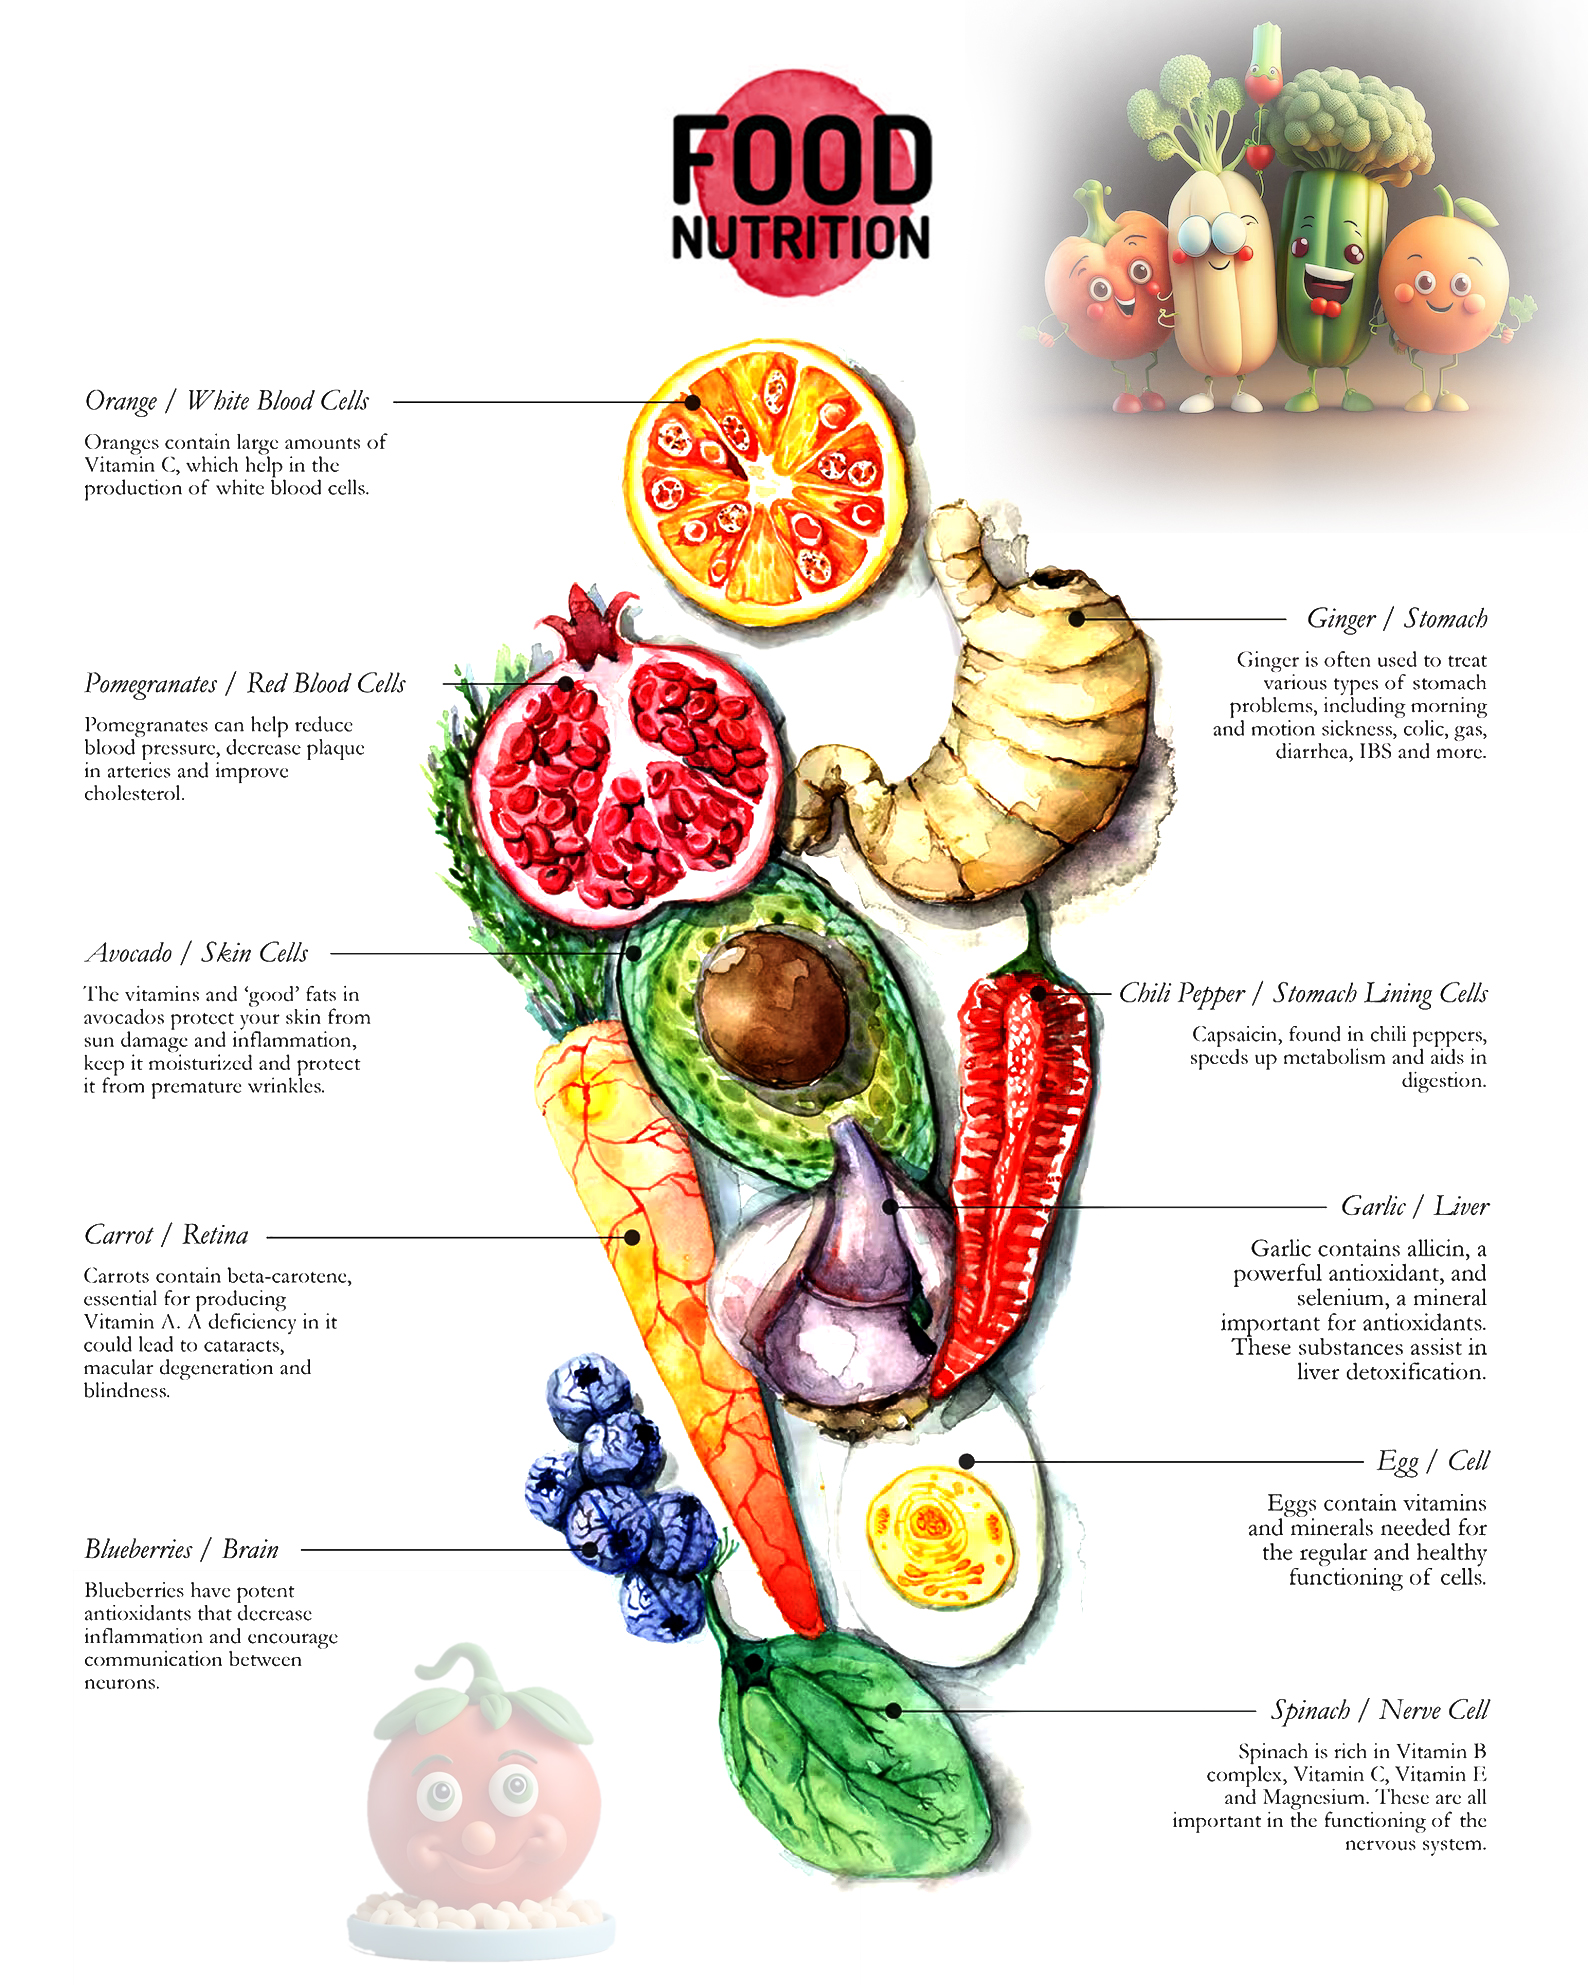 FOOD
NUTRITION
Orange / White Blood Cells
Oranges contain large amounts of
Vitamin C, which help in the
production of white blood cells.
Ginger / Stomach
Ginger is often used to treat
various types of stomach
problems, including morning
and motion sickness, colic, gas,
diarrhea, IBS and more.
Pomegranates / Red Blood Cells
Pomegranates can help reduce
blood pressure, decrease plaque
in arteries and improve
cholesterol.
Avocado / Skin Cells
The vitamins and ‘good’ fats in
avocados protect your skin from
sun damage and inflammation,
keep it moisturized and protect
it from premature wrinkles.
Chili Pepper / Stomach Lining Cells
Capsaicin, found in chili peppers,
speeds up metabolism and aids in
digestion.
Carrot / Retina
Carrots contain beta-carotene,
essential for producing
Vitamin A. A deficiency in it
could lead to cataracts,
macular degeneration and
blindness.
Garlic / Liver
Garlic contains allicin, a
powerful antioxidant, and
selenium, a mineral
important for antioxidants.
These substances assist in
liver detoxification.
Egg / Cell
Eggs contain vitamins
and minerals needed for
the regular and healthy
functioning of cells.
Blueberries / Brain
Blueberries have potent
antioxidants that decrease
inflammation and encourage
communication between
neurons.
Spinach / Nerve Cell
Spinach is rich in Vitamin B
complex, Vitamin C, Vitamin E
and Magnesium. These are all
important in the functioning of the
nervous system.